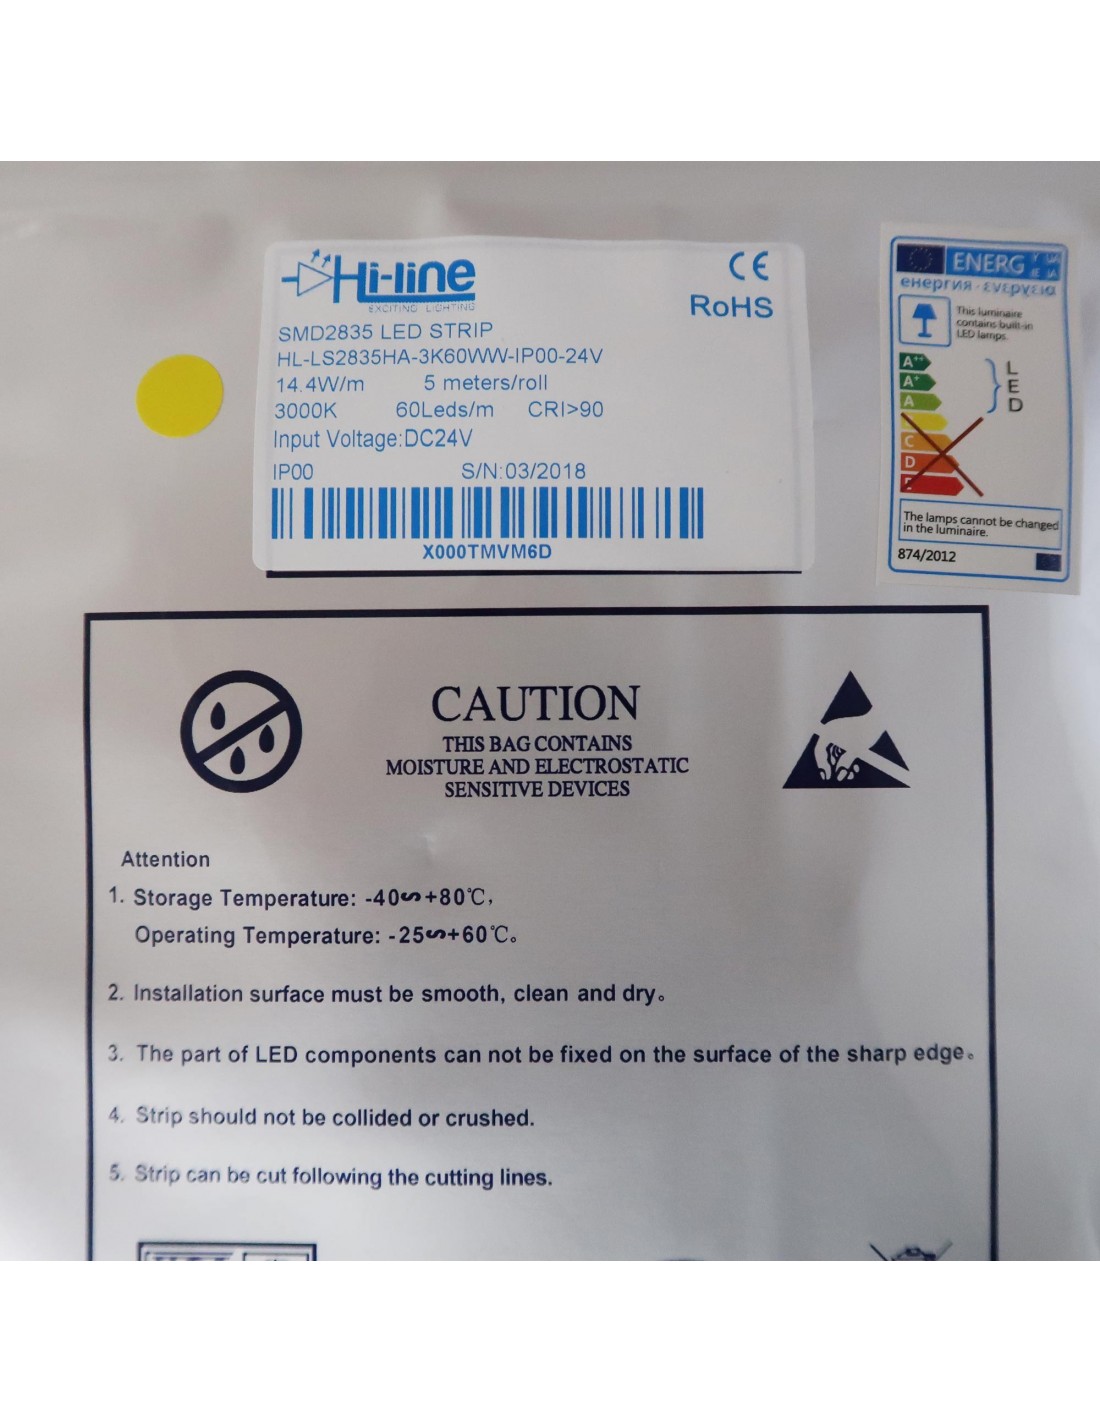 Hi-line
EXCITING LIGHTING
CE
RoHS
SMD2835 LED STRIP
HL-LS2835HA-3K60WW-IP00-24V
14.4W/m 5 meters/roll
3000K 60Leds/m CRI>90
Input Voltage:DC24V
IP00 S/N:03/2018
X000TMVM6D
ENERG Y UA
IE IA
енергия · ενεργεια
This luminaire
contains built-in
LED lamps.
A++
A+
A
C
D
L
E
D
The lamps cannot be changed
in the luminaire.
874/2012
CAUTION
THIS BAG CONTAINS
MOISTURE AND ELECTROSTATIC
SENSITIVE DEVICES
Attention
1. Storage Temperature: -40∽+80℃,
Operating Temperature: -25∽+60℃。
2. Installation surface must be smooth, clean and dry。
3. The part of LED components can not be fixed on the surface of the sharp edge。
4. Strip should not be collided or crushed.
5. Strip can be cut following the cutting lines.